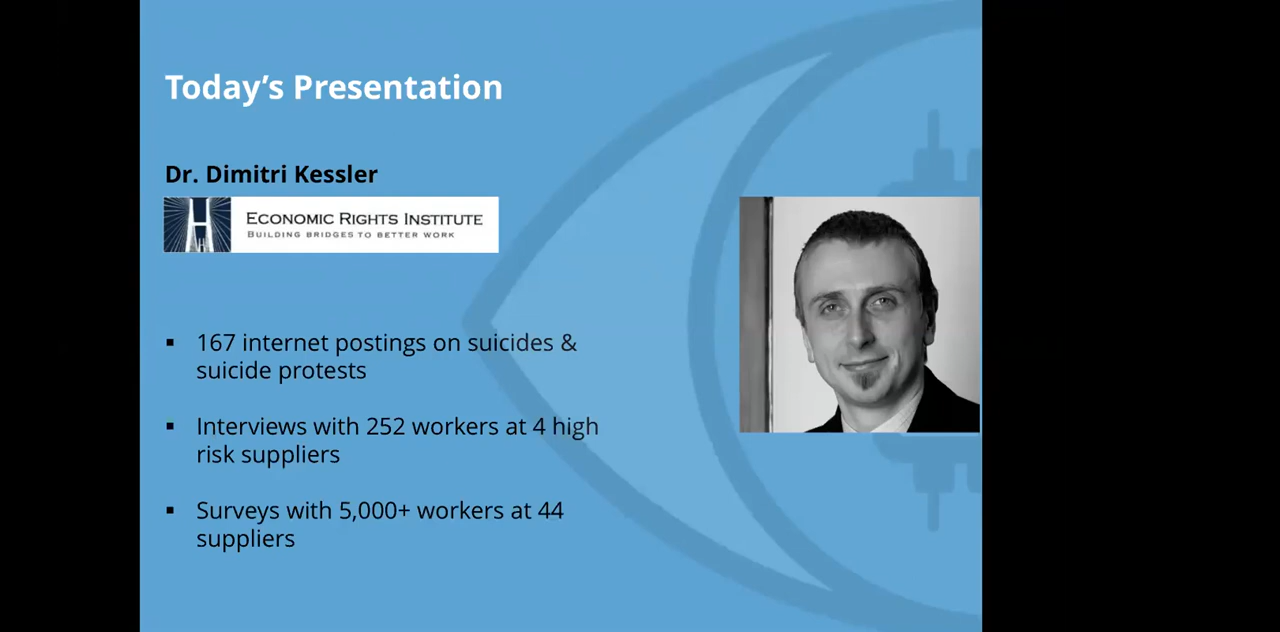 Today’s Presentation
Dr. Dimitri Kessler
ECONOMIC RIGHTS INSTITUTE
BUILDING BRIDGES TO BETTER WORK
▪ 167 internet postings on suicides &
suicide protests
▪ Interviews with 252 workers at 4 high
risk suppliers
▪ Surveys with 5,000+ workers at 44
suppliers